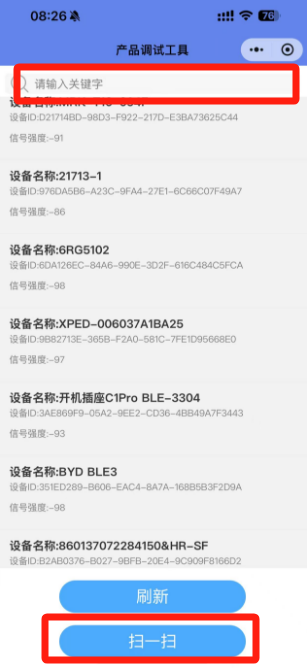 08:26
76
产品调试工具
请输入关键字
设备ID:D21714BD-98D3-F922-217D-E3BA73625C44
信号强度:-91
设备名称:21713-1
设备ID:976DA5B6-A23C-9FA4-27E1-6C66C07F49A7
信号强度:-86
设备名称:6RG5102
设备ID:6DA126EC-84A6-990E-3D2F-616C484C5FCA
信号强度:-98
设备名称:XPED-006037A1BA25
设备ID:9B82713E-365B-F2A0-581C-7FE1D95668E0
信号强度:-97
设备名称:开机插座C1Pro BLE-3304
设备ID:3AE869F9-05A2-9EE2-CD36-4BB49A7F3443
信号强度:-93
设备名称:BYD BLE3
设备ID:351ED289-B606-EAC4-8A7A-168B5B3F2D9A
信号强度:-98
设备名称:860137072284150&HR-SF
设备ID:B2AB0376-B027-9BFB-20E4-9C909F8166D2
刷新
扫一扫